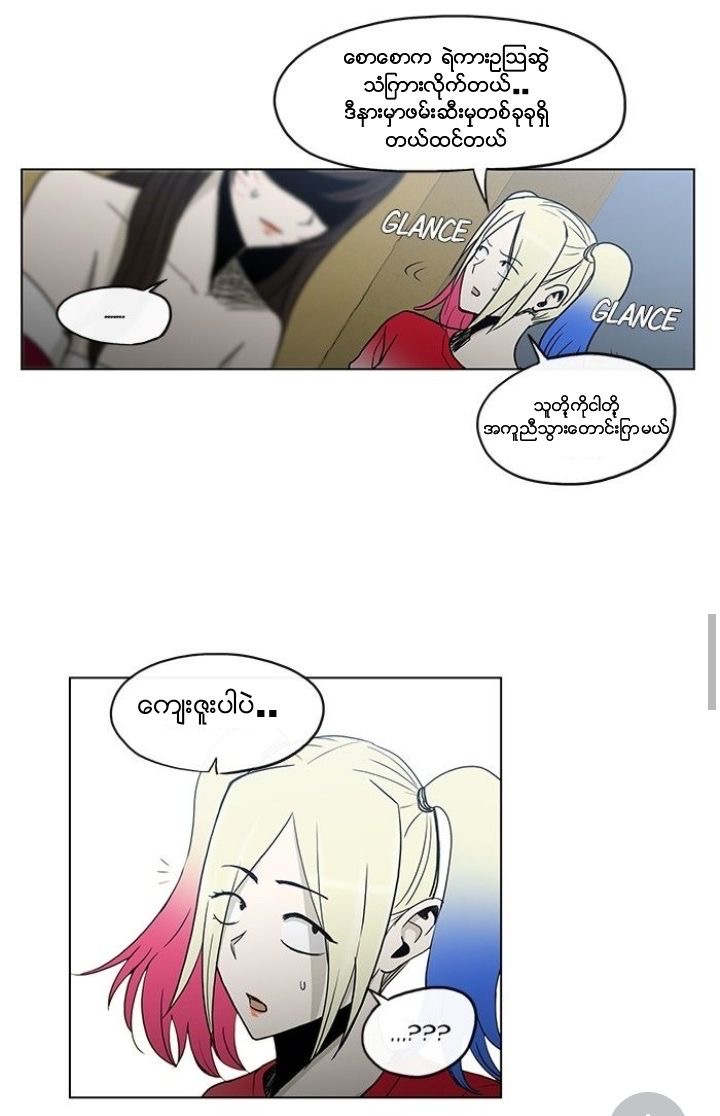 စောစောက ရဲကားဥသြဆွဲ
သံကြားလိုက်တယ်..
ဒီနားမှာဖမ်းဆီးမှုတစ်ခုခုရှိ
တယ်ထင်တယ်
GLANCE
GLANCE
........
သူတို့ကိုငါတို့
အကူညီသွားတောင်းကြမယ်
ကျေးဇူးပါပဲ..
...???